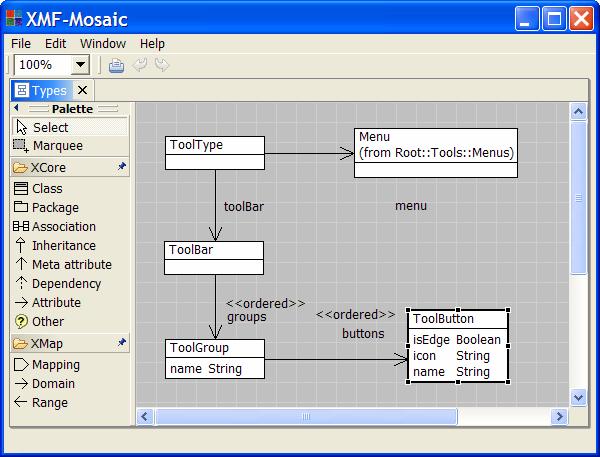 XMF-Mosaic
File Edit Window Help
100%
Types
Palette
Select
Marquee
XCore
Class
Package
Association
Inheritance
Meta attribute
Dependency
Attribute
Other
XMap
Mapping
Domain
Range
ToolType
Menu
(from Root::Tools::Menus)
toolBar
menu
ToolBar
<<ordered>>
groups
<<ordered>>
buttons
ToolGroup
name String
ToolButton
isEdge Boolean
icon String
name String